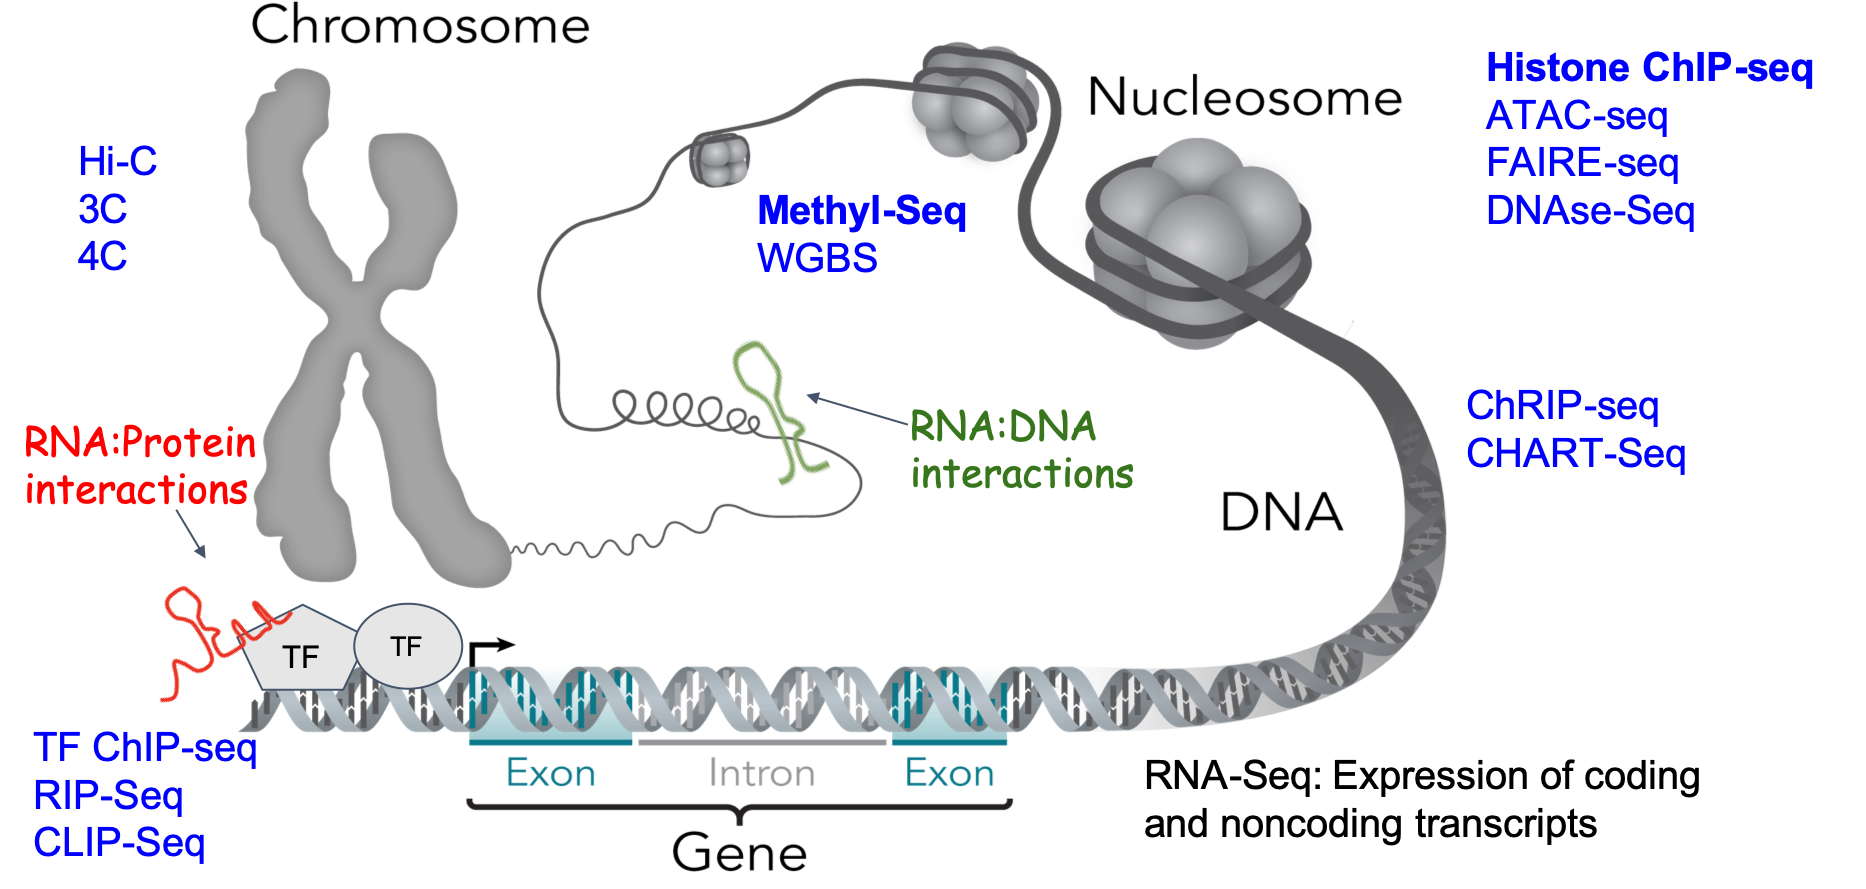 Chromosome
Nucleosome
Histone ChIP-seq
ATAC-seq
FAIRE-seq
DNAse-Seq
Hi-C
3C
4C
Methyl-Seq
WGBS
RNA:Protein
interactions
RNA:DNA
interactions
ChRIP-seq
CHART-Seq
DNA
TF
TF
TF ChIP-seq
RIP-Seq
CLIP-Seq
Exon
Intron
Exon
Gene
RNA-Seq: Expression of coding
and noncoding transcripts